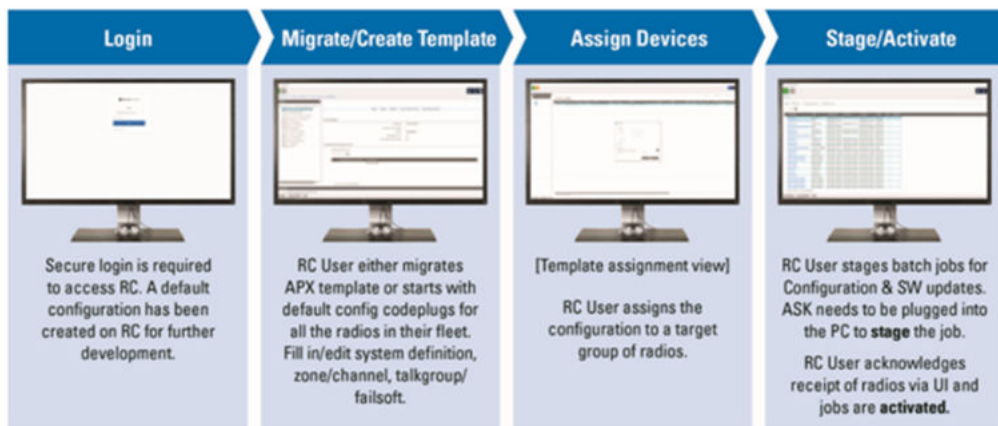 Login
Migrate/Create Template
Assign Devices
Stage/Activate
Secure login is required
to access RC. A default
configuration has been
created on RC for further
development.
RC User either migrates
APX template or starts with
default config codeplugs for
all the radios in their fleet.
Fill in/edit system definition,
zone/channel, talkgroup/
failsoft.
[Template assignment view]
RC User assigns the
configuration to a target
group of radios.
RC User stages batch jobs for
Configuration & SW updates.
ASK needs to be plugged into
the PC to stage the job.
RC User acknowledges
receipt of radios via UI and
jobs are activated.